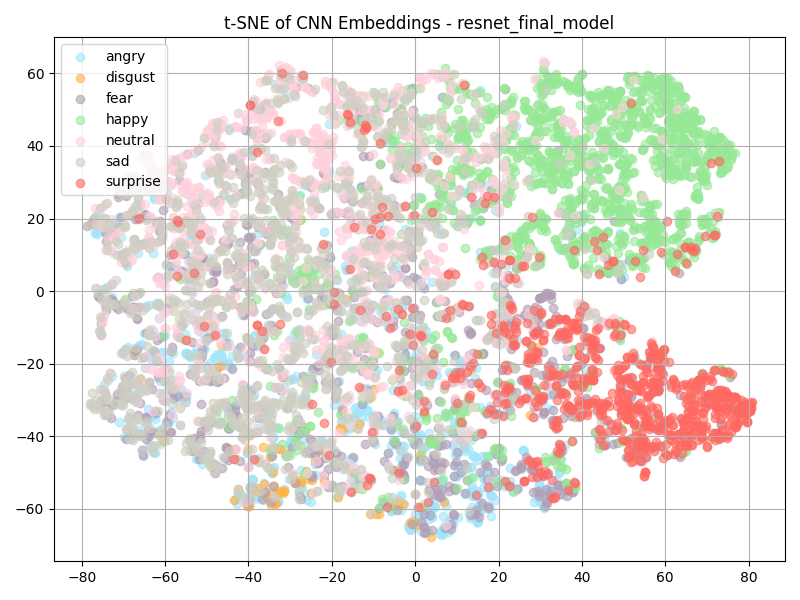 t-SNE of CNN Embeddings - resnet_final_model
angry
disgust
fear
happy
neutral
sad
surprise
60
40
20
0
−20
−40
−60
−80 −60 −40 −20 0 20 40 60 80